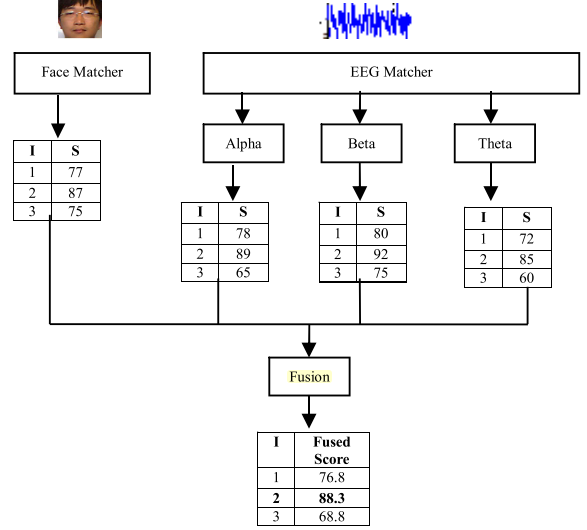 Face Matcher
EEG Matcher
Alpha
Beta
Theta
I S
1 77
2 87
3 75
I S
1 78
2 89
3 65
I S
1 80
2 92
3 75
I S
1 72
2 85
3 60
Fusion
I Fused
Score
1 76.8
2 88.3
3 68.8